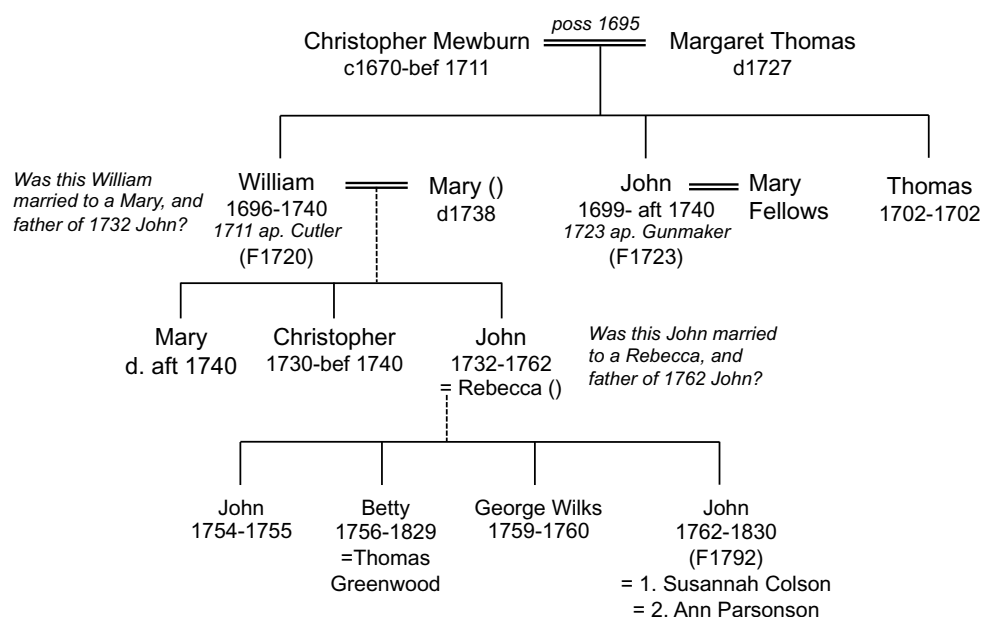 poss 1695
Christopher Mewburn
c1670-bef 1711
Margaret Thomas
d1727
Was this William
married to a Mary, and
father of 1732 John?
William
1696-1740
1711 ap. Cutler
(F1720)
Mary ()
d1738
John
1699- aft 1740
1723 ap. Gunmaker
(F1723)
Mary
Fellows
Thomas
1702-1702
Mary
d. aft 1740
Christopher
1730-bef 1740
John
1732-1762
= Rebecca ()
Was this John married
to a Rebecca, and
father of 1762 John?
John
1754-1755
Betty
1756-1829
=Thomas
Greenwood
George Wilks
1759-1760
John
1762-1830
(F1792)
= 1. Susannah Colson
= 2. Ann Parsonson